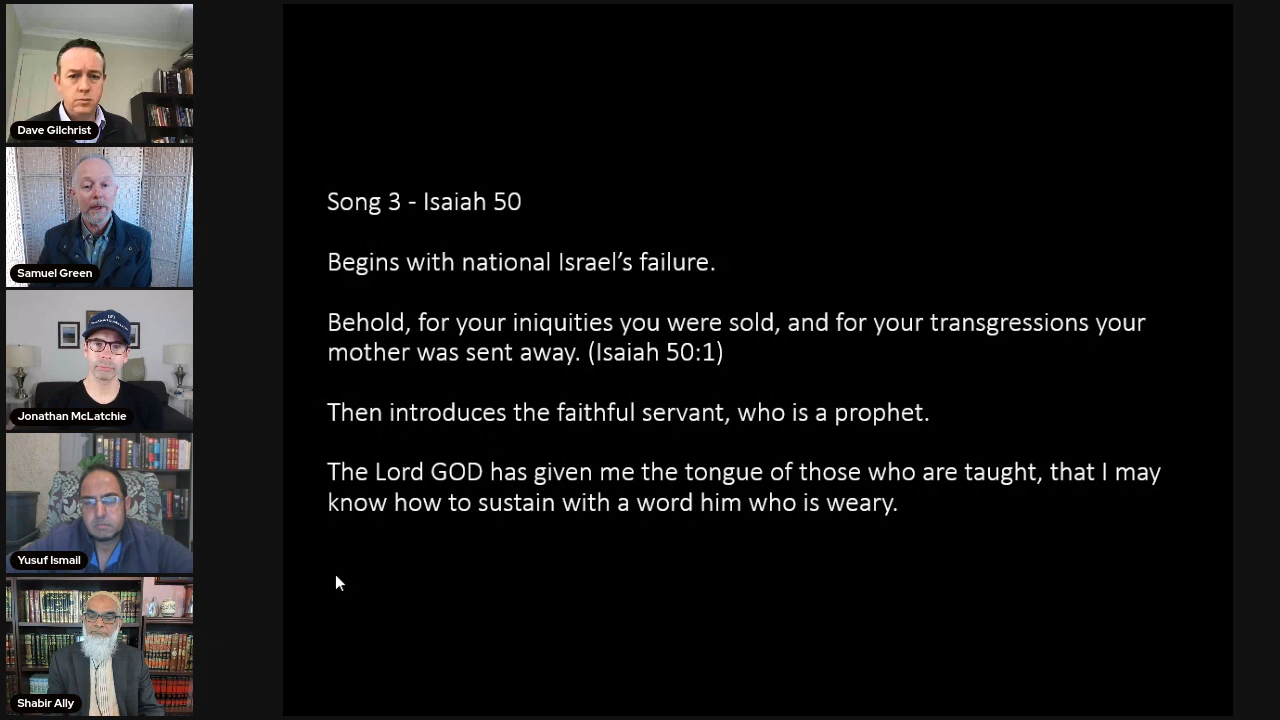 Dave Gilchrist
Samuel Green
Jonathan McLatchie
Yusuf Ismail
Shabir Ally
Song 3 - Isaiah 50
Begins with national Israel’s failure.
Behold, for your iniquities you were sold, and for your transgressions your
mother was sent away. (Isaiah 50:1)
Then introduces the faithful servant, who is a prophet.
The Lord GOD has given me the tongue of those who are taught, that I may
know how to sustain with a word him who is weary.